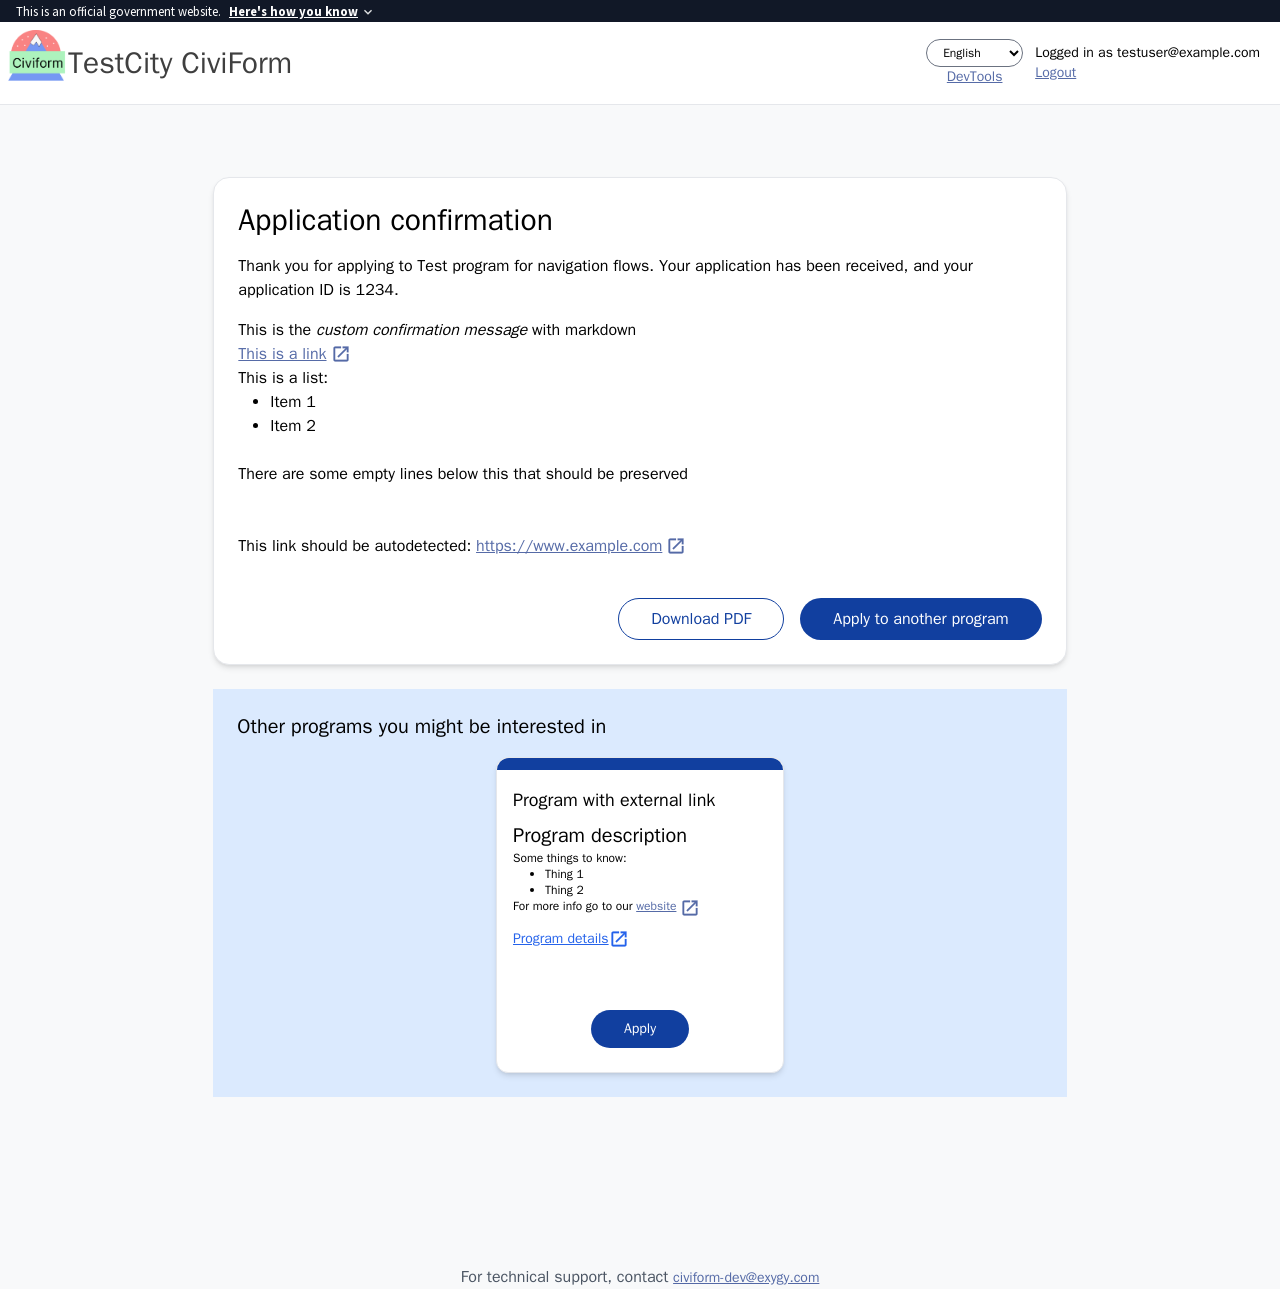 This is an official government website. Here's how you know
Civiform
TestCity CiviForm
English
DevTools
Logged in as testuser@example.com
Logout
Application confirmation
Thank you for applying to Test program for navigation flows. Your application has been received, and your
application ID is 1234.
This is the custom confirmation message with markdown
This is a link
This is a list:
Item 1
Item 2
There are some empty lines below this that should be preserved
This link should be autodetected: https://www.example.com
Download PDF
Apply to another program
Other programs you might be interested in
Program with external link
Program description
Some things to know:
Thing 1
Thing 2
For more info go to our website
Program details
Apply
For technical support, contact civiform-dev@exygy.com